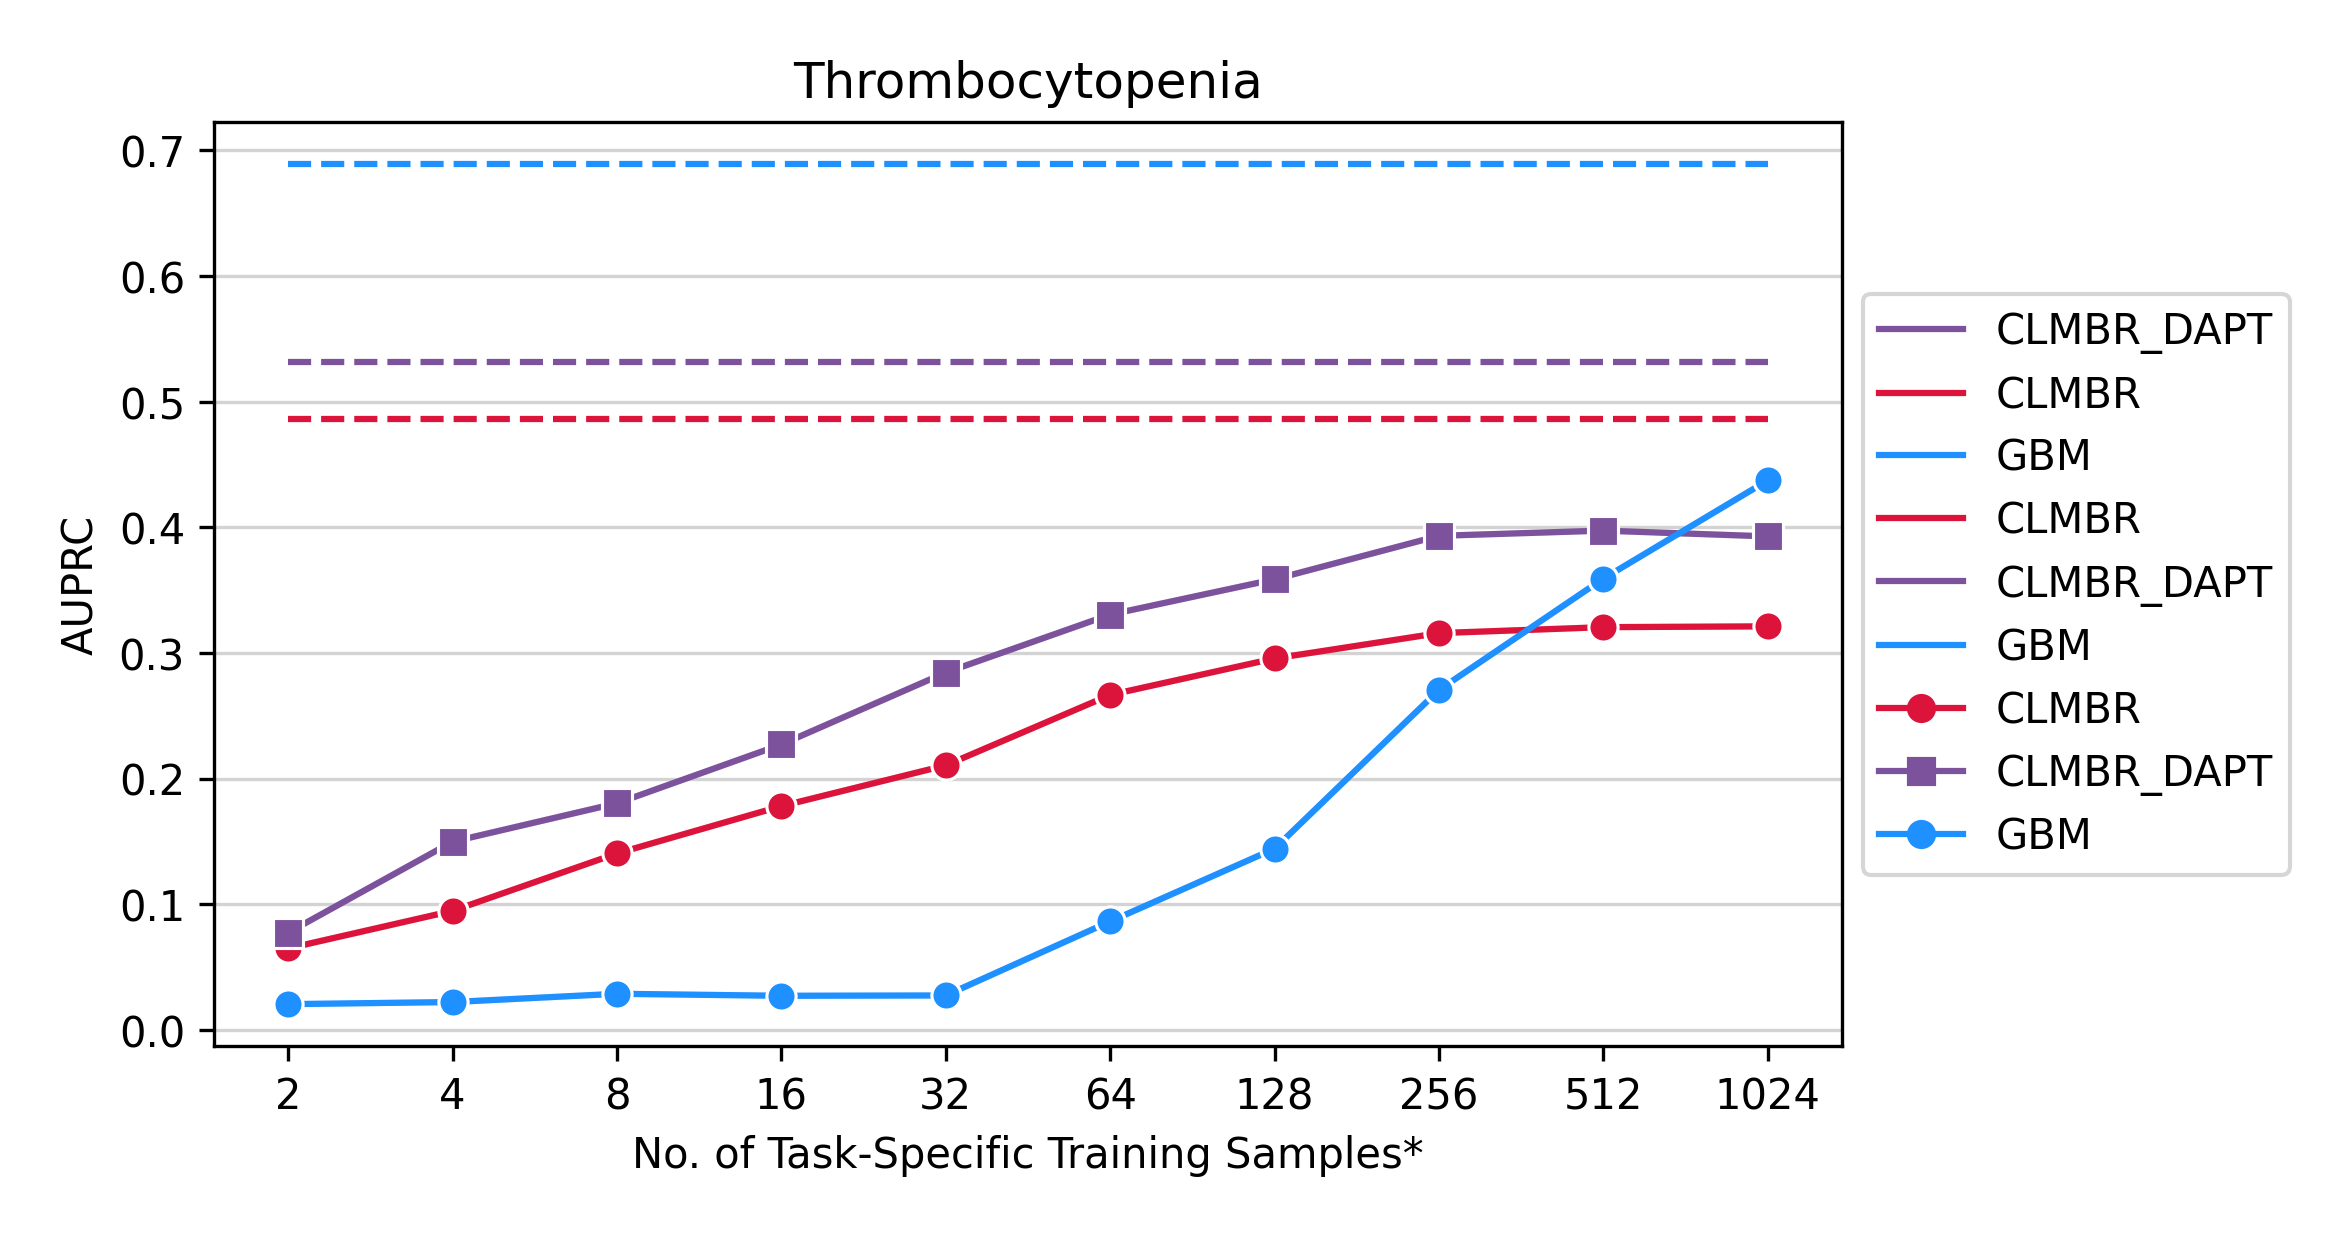 Thrombocytopenia
0.7
0.6
0.5
0.4
0.3
0.2
0.1
0.0
AUPRC
2 4 8 16 32 64 128 256 512 1024
No. of Task-Specific Training Samples*
CLMBR_DAPT
CLMBR
GBM
CLMBR
CLMBR_DAPT
GBM
CLMBR
CLMBR_DAPT
GBM